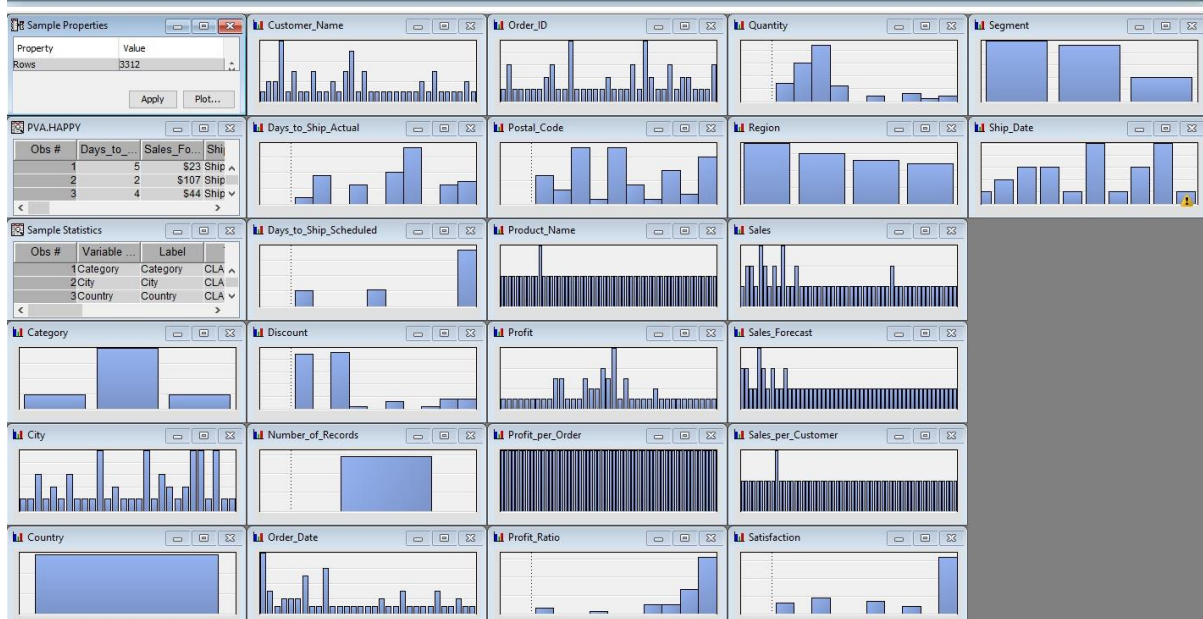 Sample Properties
Property Value
Rows 3312
Apply Plot...
Customer_Name
Order_ID
Quantity
Segment
PVA.HAPPY
Obs # Days_to_... Sales_Fo... Ship
1 5 $23 Ship
2 2 $107 Ship
3 4 $44 Ship
Days_to_Ship_Actual
Postal_Code
Region
Ship_Date
Sample Statistics
Obs # Variable ... Label
1 Category Category CLA
2 City City CLA
3 Country Country CLA
Days_to_Ship_Scheduled
Product_Name
Sales
Category
Discount
Profit
Sales_Forecast
City
Number_of_Records
Profit_per_Order
Sales_per_Customer
Country
Order_Date
Profit_Ratio
Satisfaction